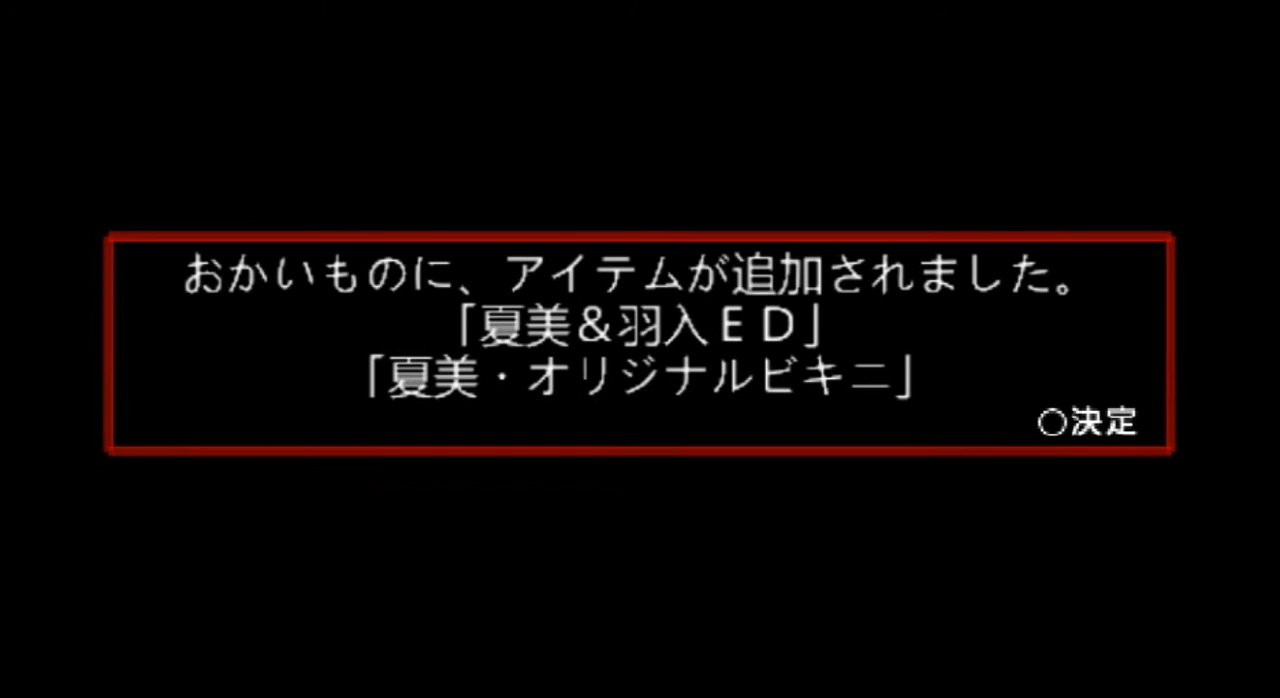 おかいものに、アイテムが追加されました。
「夏美＆羽入ＥＤ」
「夏美・オリジナルビキニ」
○決定